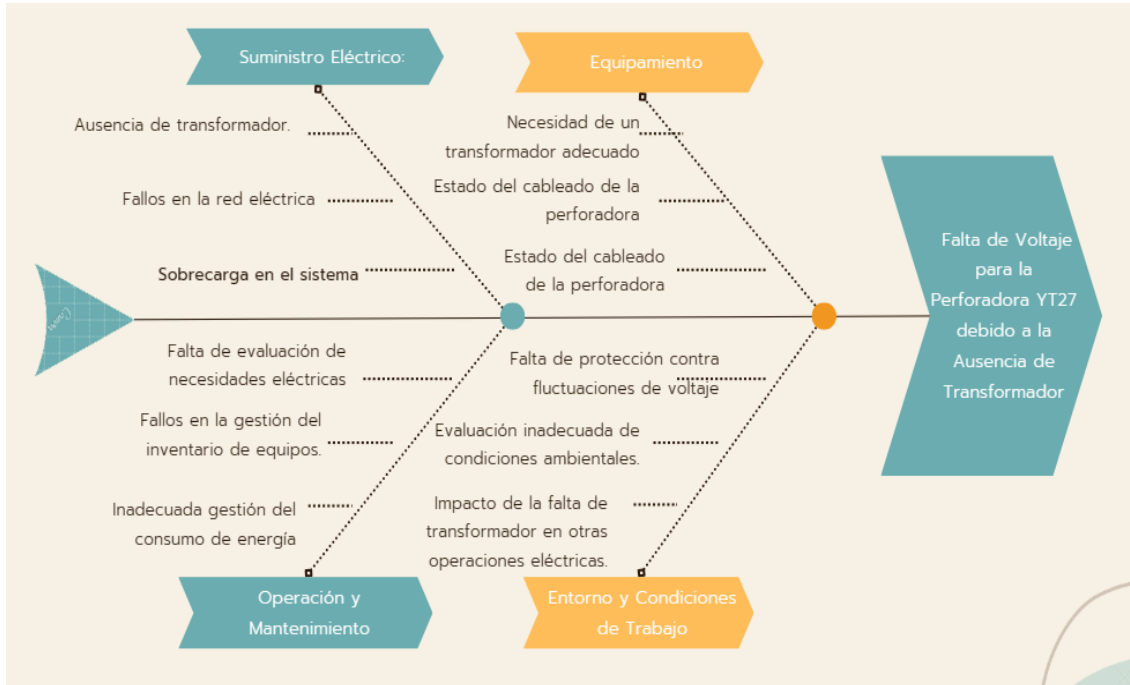 Suministro Eléctrico:
Ausencia de transformador.
Fallos en la red eléctrica
Sobrecarga en el sistema
Equipamiento
Necesidad de un
transformador adecuado
Estado del cableado de la
perforadora
Estado del cableado
de la perforadora
Falta de evaluación de
necesidades eléctricas
Fallos en la gestión del
inventario de equipos.
Inadecuada gestión del
consumo de energía
Operación y
Mantenimiento
Falta de protección contra
fluctuaciones de voltaje
Evaluación inadecuada de
condiciones ambientales.
Impacto de la falta de
transformador en otras
operaciones eléctricas.
Entorno y Condiciones
de Trabajo
Falta de Voltaje
para la
Perforadora YT27
debido a la
Ausencia de
Transformador
Canva